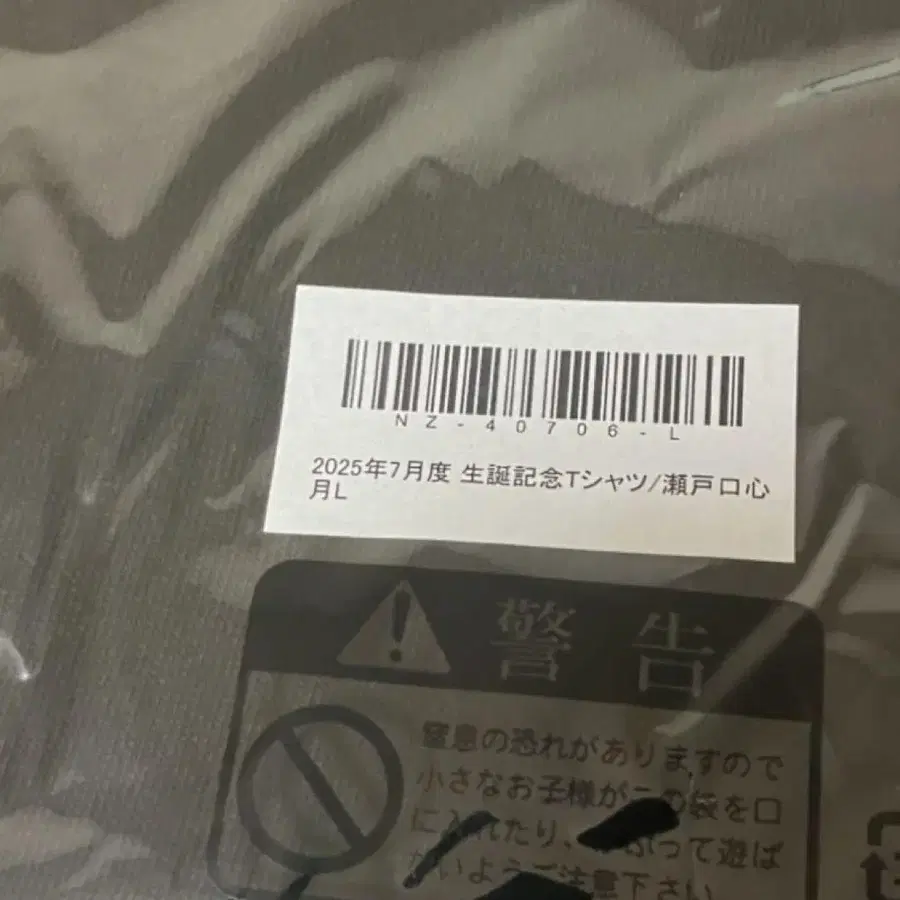 NZ-40706-L
2025年7月度 生誕記念Tシャツ/瀬戸口心
月L
警告
窒息の恐れがありますので
小さなお子様がこの袋を口
に入れたり、かぶって遊ば
ないようご注意下さい